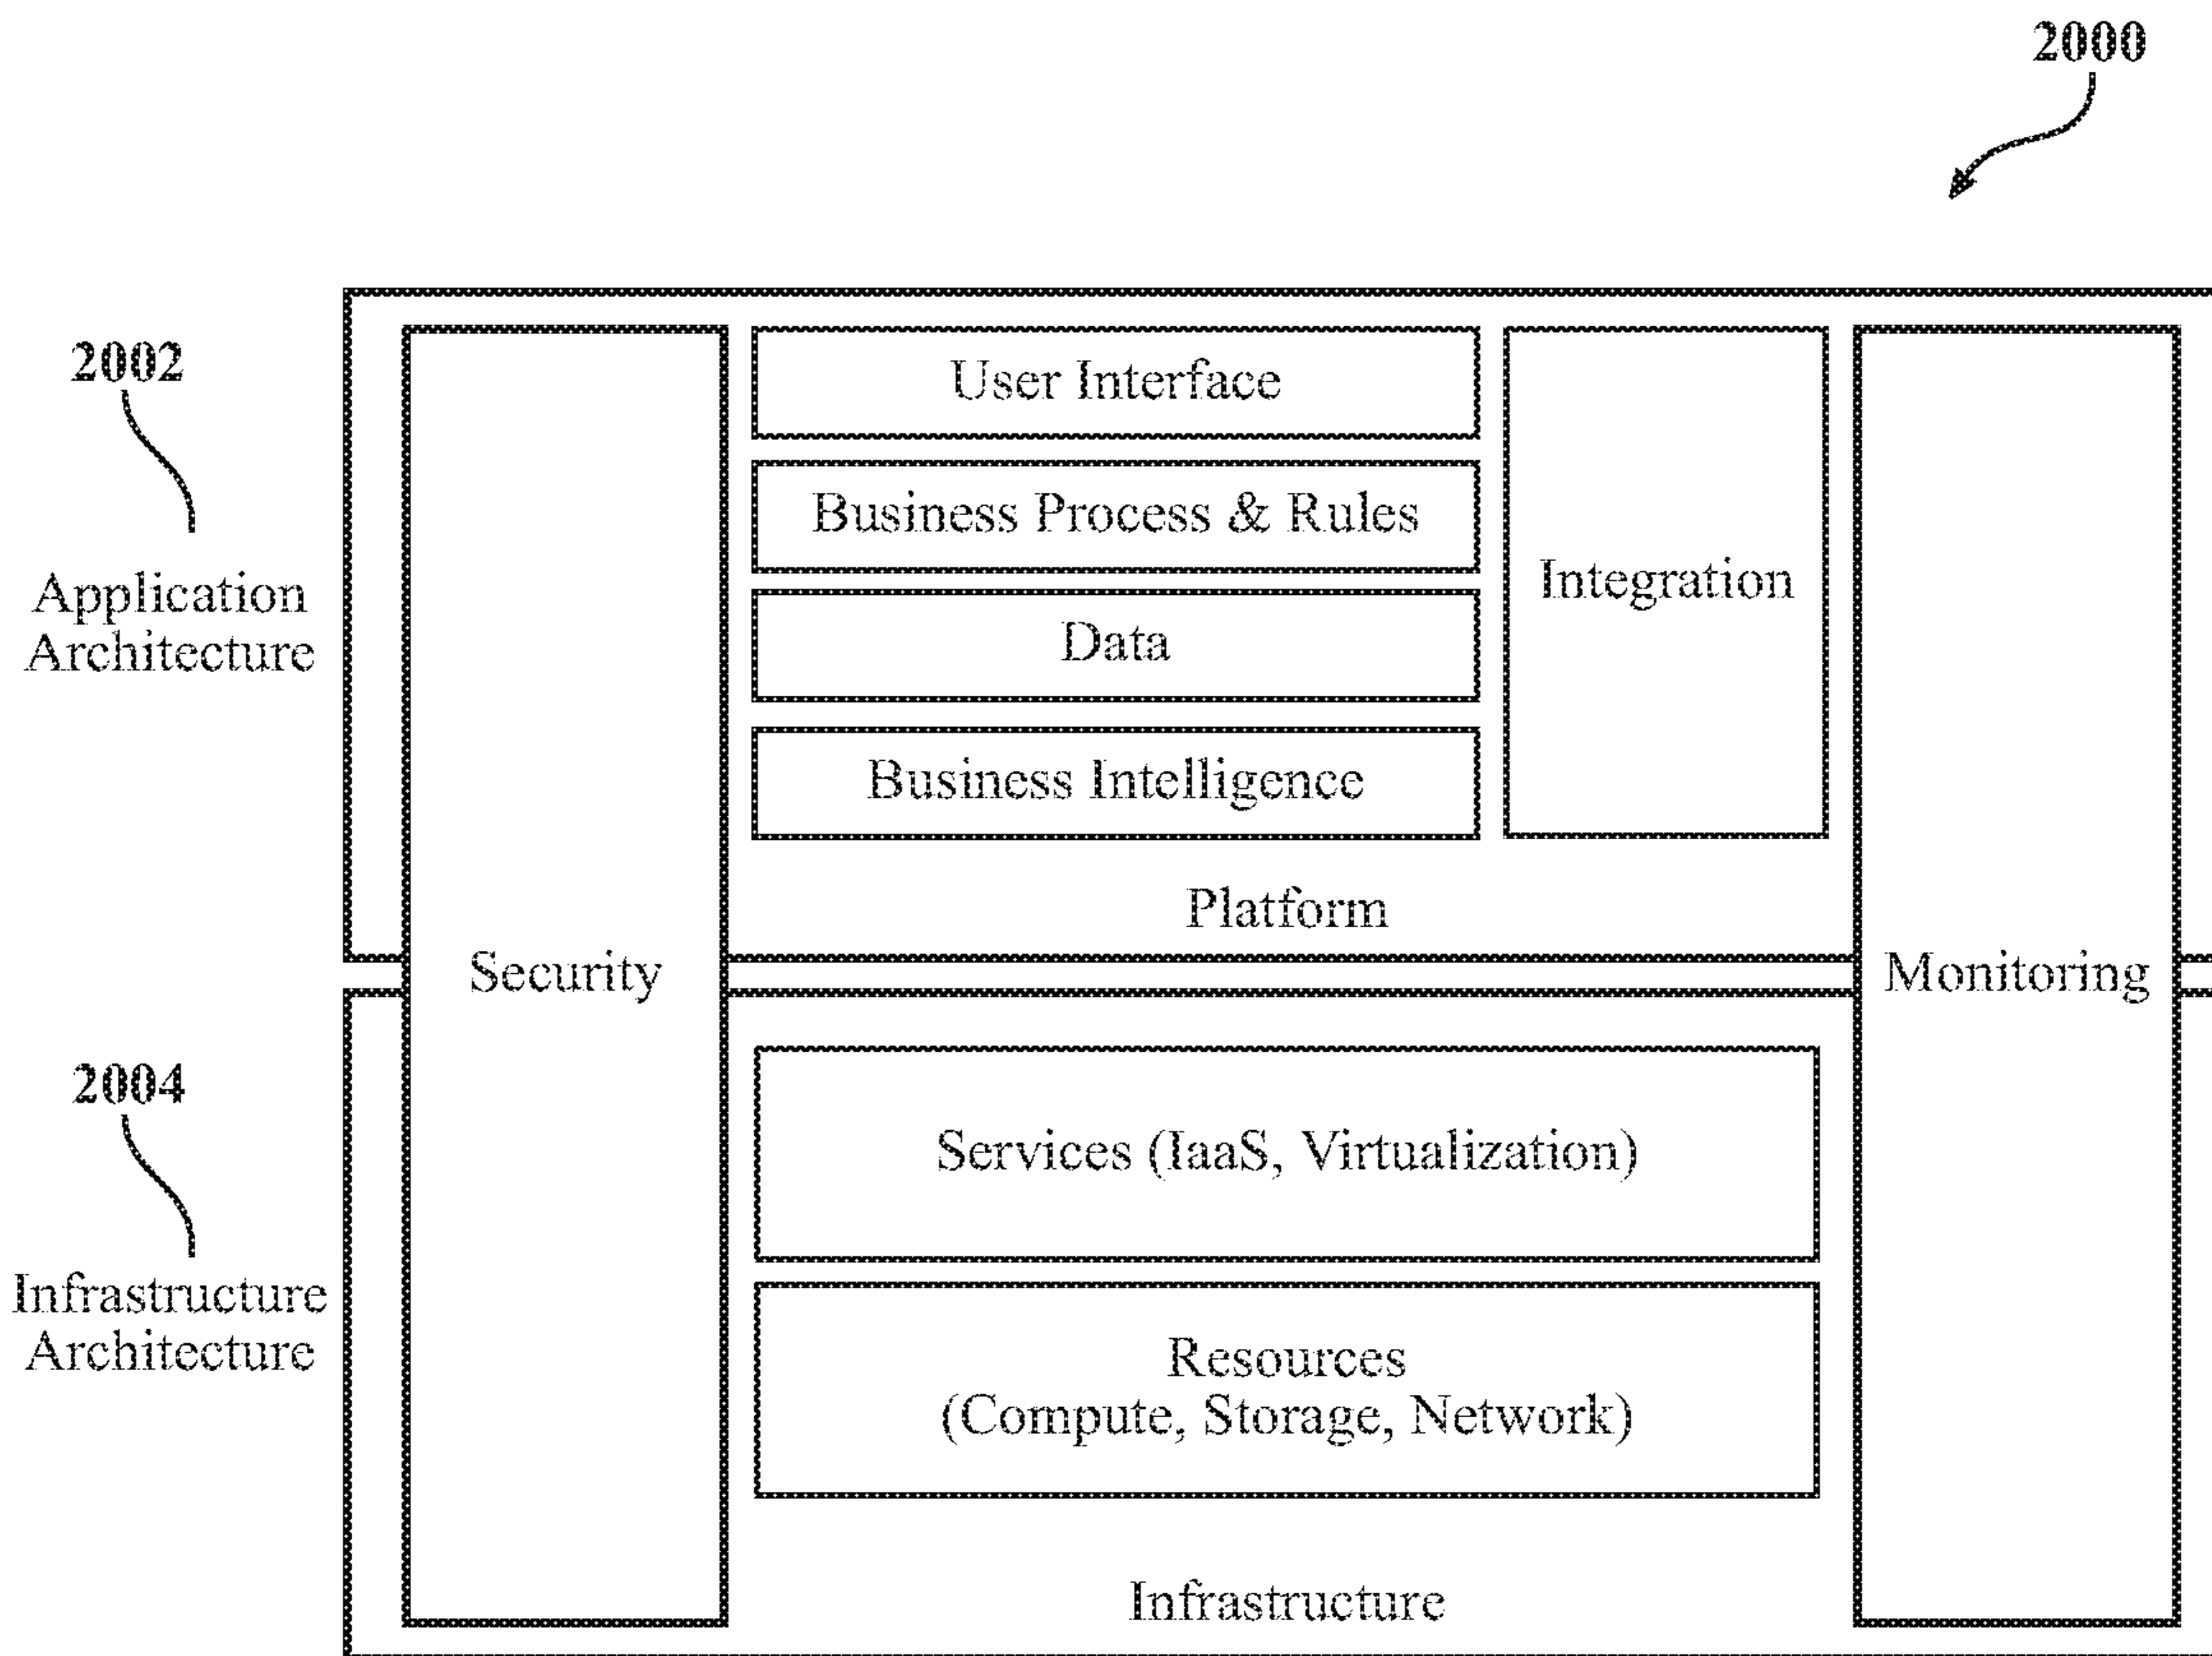 2000
2002
Application
Architecture
User Interface
Business Process & Rules
Data
Business Intelligence
Integration
Platform
Security
Monitoring
2004
Infrastructure
Architecture
Services (IaaS, Virtualization)
Resources
(Compute, Storage, Network)
Infrastructure